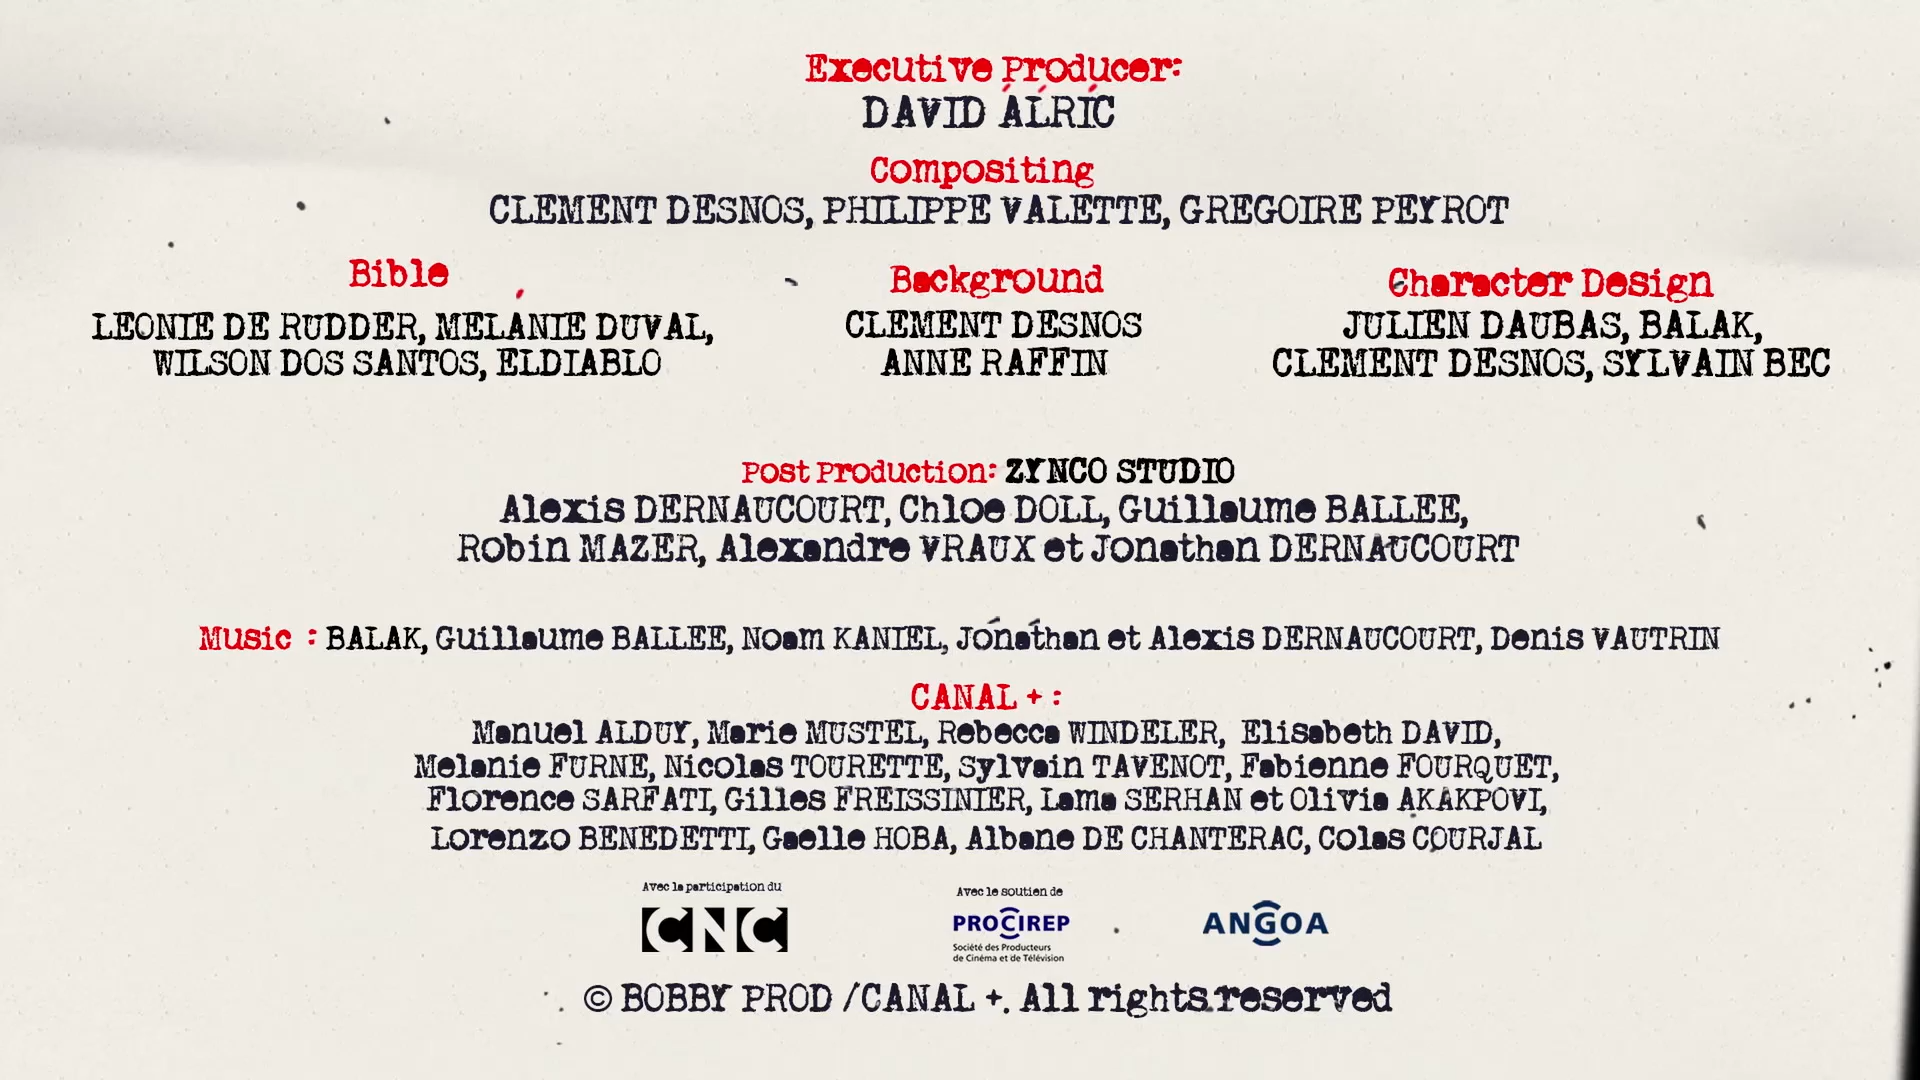 Executive Producer:
DAVID ALRIC
Compositing
CLEMENT DESNOS, PHILIPPE VALETTE, GREGOIRE PEYROT
Bible
LEONIE DE RUDDER, MELANIE DUVAL,
WILSON DOS SANTOS, ELDIABLO
Background
CLEMENT DESNOS
ANNE RAFFIN
Character Design
JULIEN DAUBAS, BALAK,
CLEMENT DESNOS, SYLVAIN BEC
Post Production: ZYNCO STUDIO
Alexis DERNAUCOURT, Chloe DOLL, Guillaume BALLEE,
Robin MAZER, Alexandre VRAUX et Jonathan DERNAUCOURT
Music : BALAK, Guillaume BALLEE, Noam KANIEL, Jonathan et Alexis DERNAUCOURT, Denis VAUTRIN
CANAL + :
Manuel ALDUY, Marie MUSTEL, Rebecca WINDELER, Elisabeth DAVID,
Melanie FURNE, Nicolas TOURETTE, Sylvain TAVENOT, Fabienne FOURQUET,
Florence SARFATI, Gilles FREISSINIER, Lama SERHAN et Olivia AKAKPOVI,
Lorenzo BENEDETTI, Gaelle HOBA, Albane DE CHANTERAC, Colas COURJAL
Avec la participation du
CNC
Avec le soutien de
PROCIREP
Société des Producteurs
de Cinéma et de Télévision
ANGOA
© BOBBY PROD /CANAL +. All rights reserved